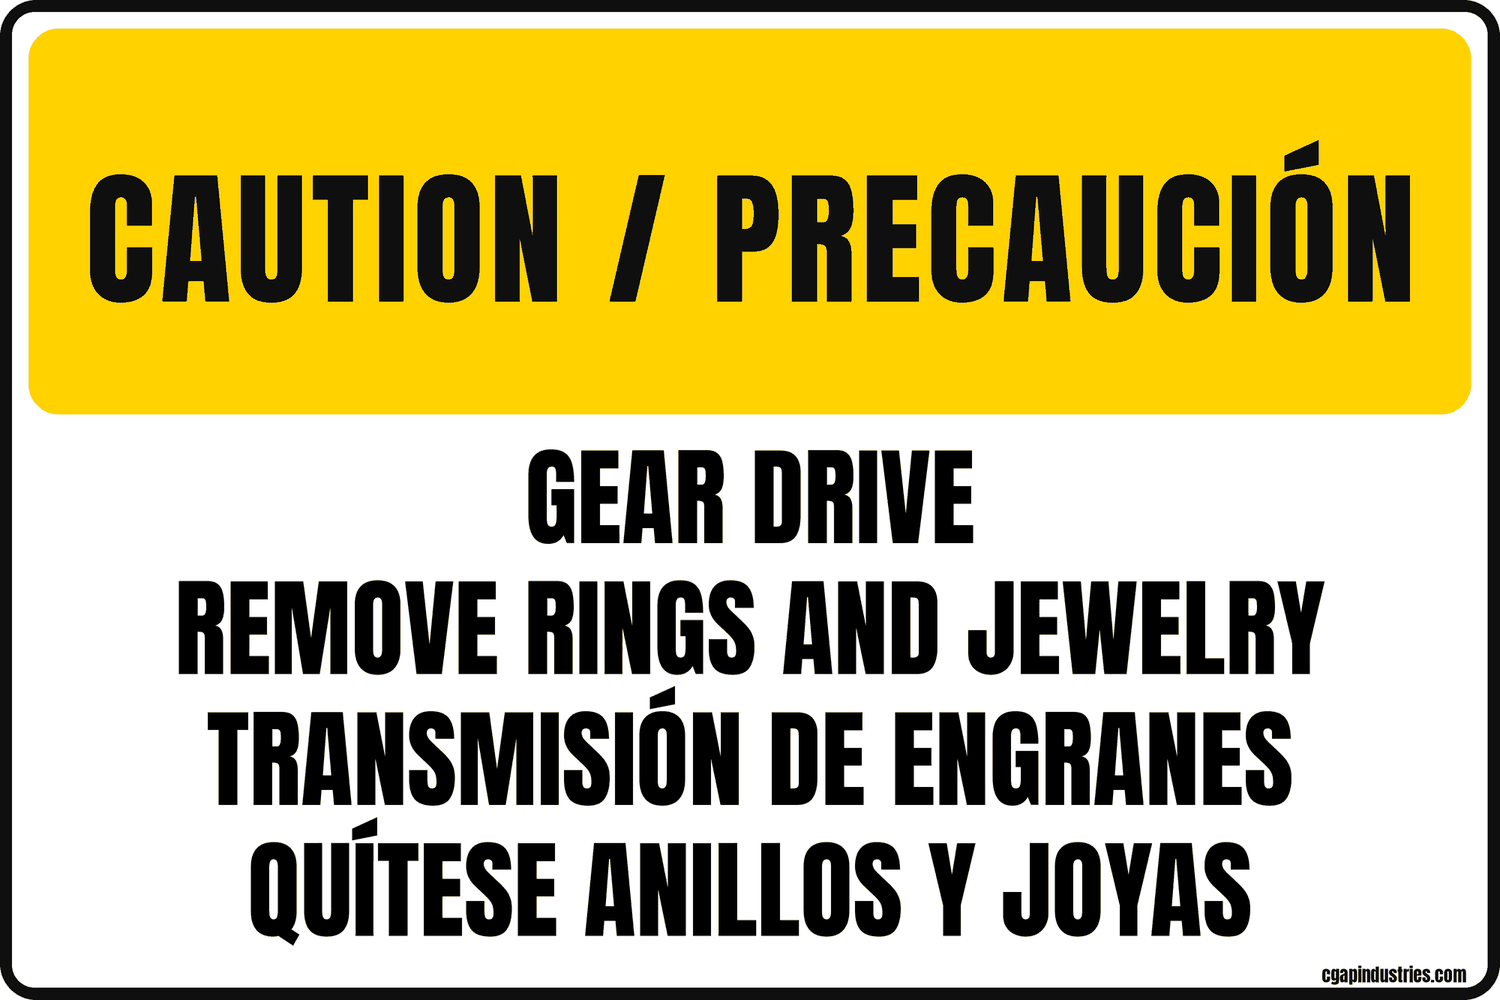 CAUTION / PRECAUCIÓN
GEAR DRIVE
REMOVE RINGS AND JEWELRY
TRANSMISIÓN DE ENGRANES
QUÍTESE ANILLOS Y JOYAS
cgapindustries.com